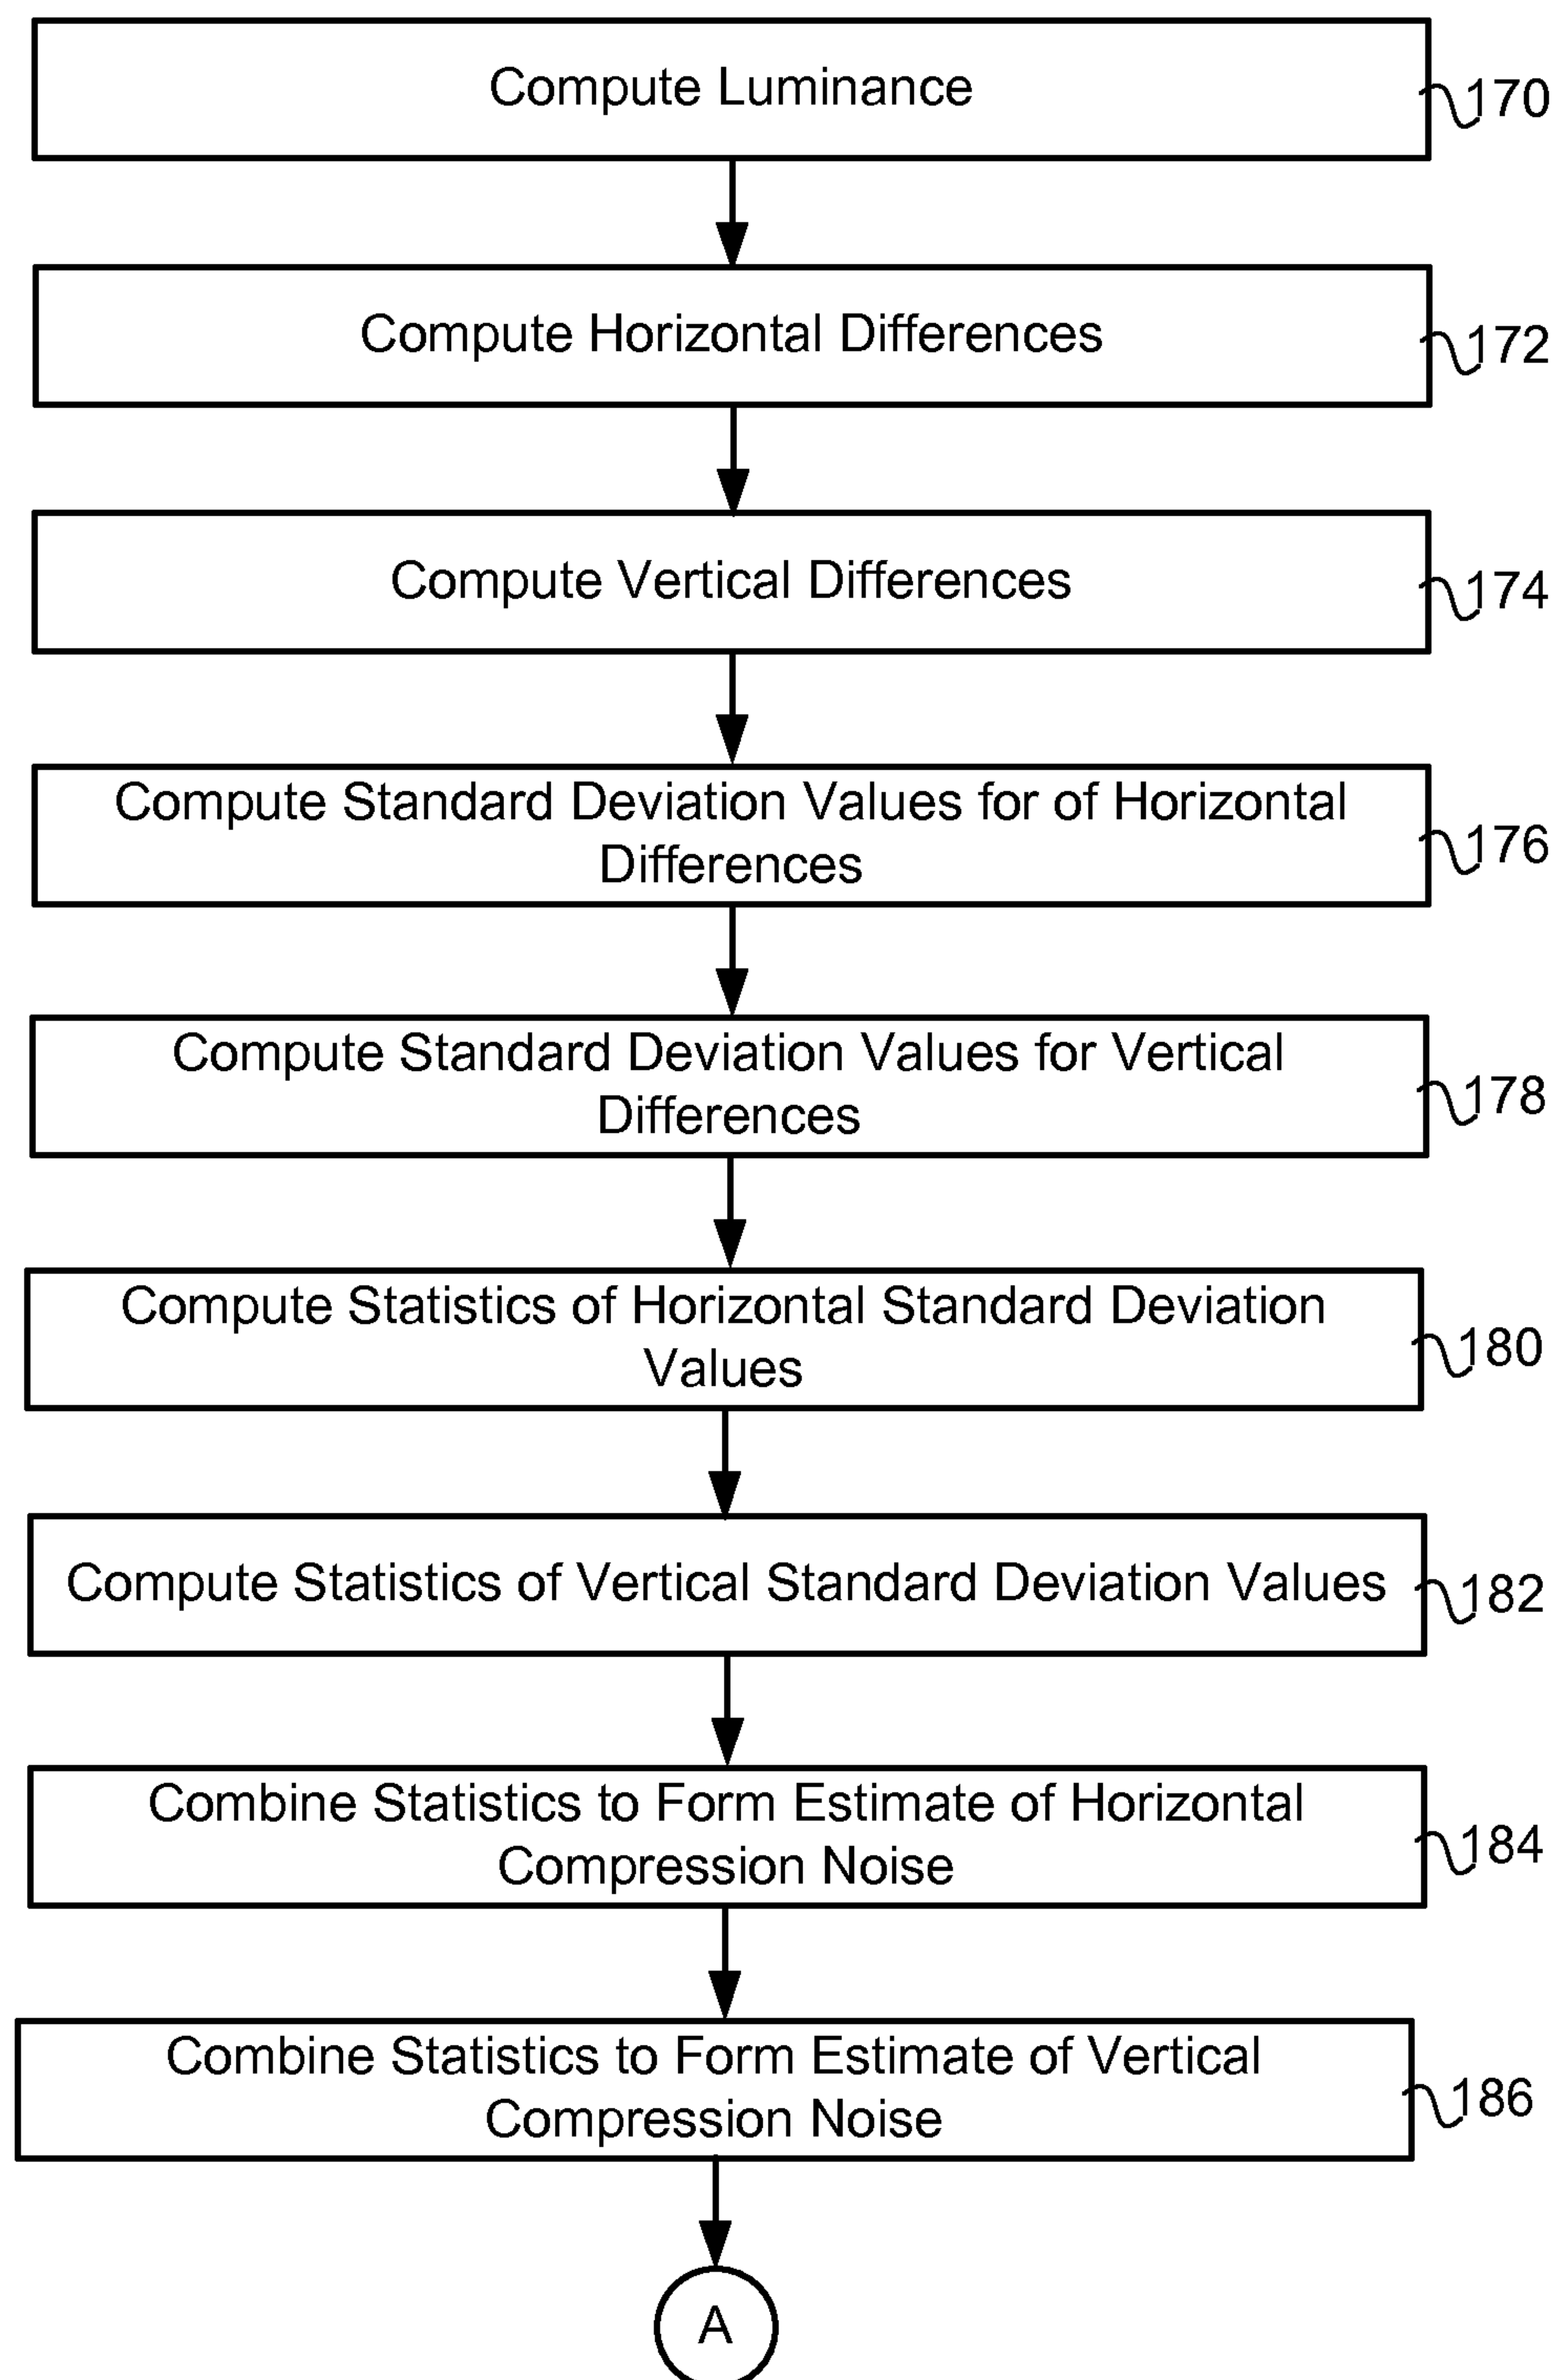 Compute Luminance
170
Compute Horizontal Differences
172
Compute Vertical Differences
174
Compute Standard Deviation Values for of Horizontal
Differences
176
Compute Standard Deviation Values for Vertical
Differences
178
Compute Statistics of Horizontal Standard Deviation
Values
180
Compute Statistics of Vertical Standard Deviation Values
182
Combine Statistics to Form Estimate of Horizontal
Compression Noise
184
Combine Statistics to Form Estimate of Vertical
Compression Noise
186
A